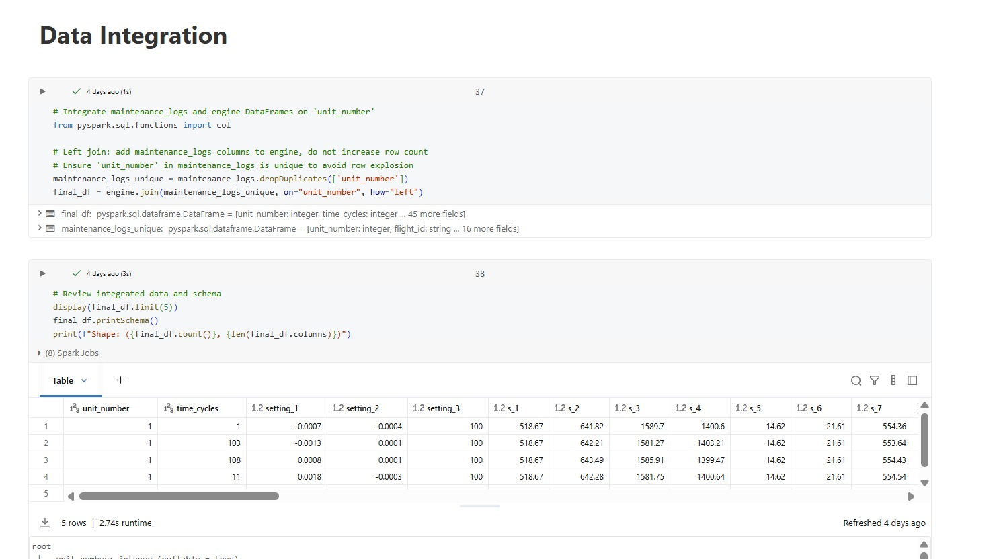 Data Integration
4 days ago (1s)
37
# Integrate maintenance_logs and engine DataFrames on 'unit_number'
from pyspark.sql.functions import col
# Left join: add maintenance_logs columns to engine, do not increase row count
# Ensure 'unit_number' in maintenance_logs is unique to avoid row explosion
maintenance_logs_unique = maintenance_logs.dropDuplicates(['unit_number'])
final_df = engine.join(maintenance_logs_unique, on="unit_number", how="left")
final_df: pyspark.sql.dataframe.DataFrame = [unit_number: integer, time_cycles: integer ... 45 more fields]
maintenance_logs_unique: pyspark.sql.dataframe.DataFrame = [unit_number: integer, flight_id: string ... 16 more fields]
4 days ago (3s)
38
# Review integrated data and schema
display(final_df.limit(5))
final_df.printSchema()
print(f"Shape: ({final_df.count()}, {len(final_df.columns)})")
(8) Spark Jobs
Table +
123 unit_number 123 time_cycles 1.2 setting_1 1.2 setting_2 1.2 setting_3 1.2 s_1 1.2 s_2 1.2 s_3 1.2 s_4 1.2 s_5 1.2 s_6 1.2 s_7
1 1 1 -0.0007 -0.0004 100 518.67 641.82 1589.7 1400.6 14.62 21.61 554.36
2 1 103 -0.0013 0.0001 100 518.67 642.21 1581.27 1403.21 14.62 21.61 553.64
3 1 108 0.0008 0.0001 100 518.67 643.49 1585.91 1399.47 14.62 21.61 554.43
4 1 11 0.0018 -0.0003 100 518.67 642.28 1581.75 1400.64 14.62 21.61 554.54
5
5 rows | 2.74s runtime
Refreshed 4 days ago
root
|-- unit_number: integer (nullable = true)